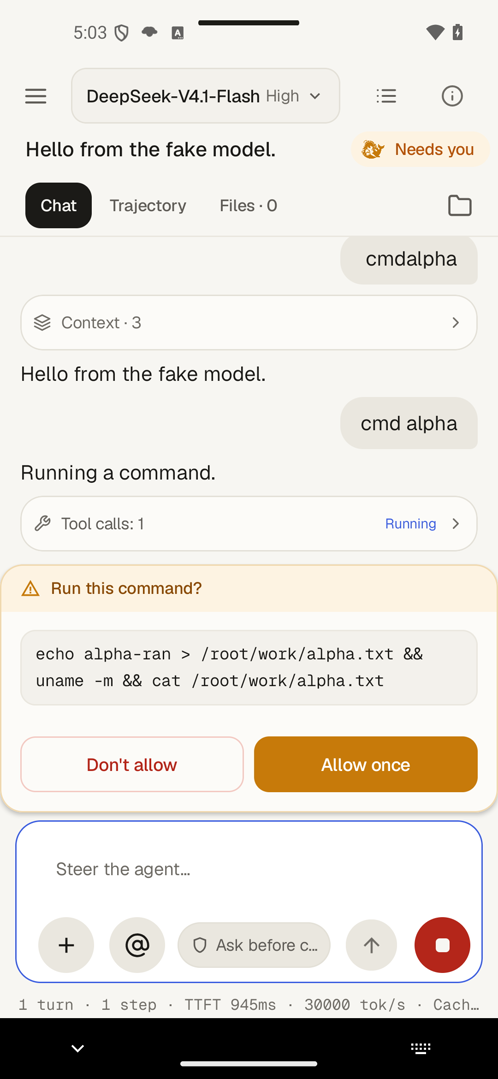 5:03
DeepSeek-V4.1-Flash High
Hello from the fake model.
Needs you
Chat
Trajectory
Files · 0
cmdalpha
Context · 3
Hello from the fake model.
cmd alpha
Running a command.
Tool calls: 1
Running
Run this command?
echo alpha-ran > /root/work/alpha.txt &&
uname -m && cat /root/work/alpha.txt
Don't allow
Allow once
Steer the agent…
@
Ask before c…
1 turn · 1 step · TTFT 945ms · 30000 tok/s · Cach…